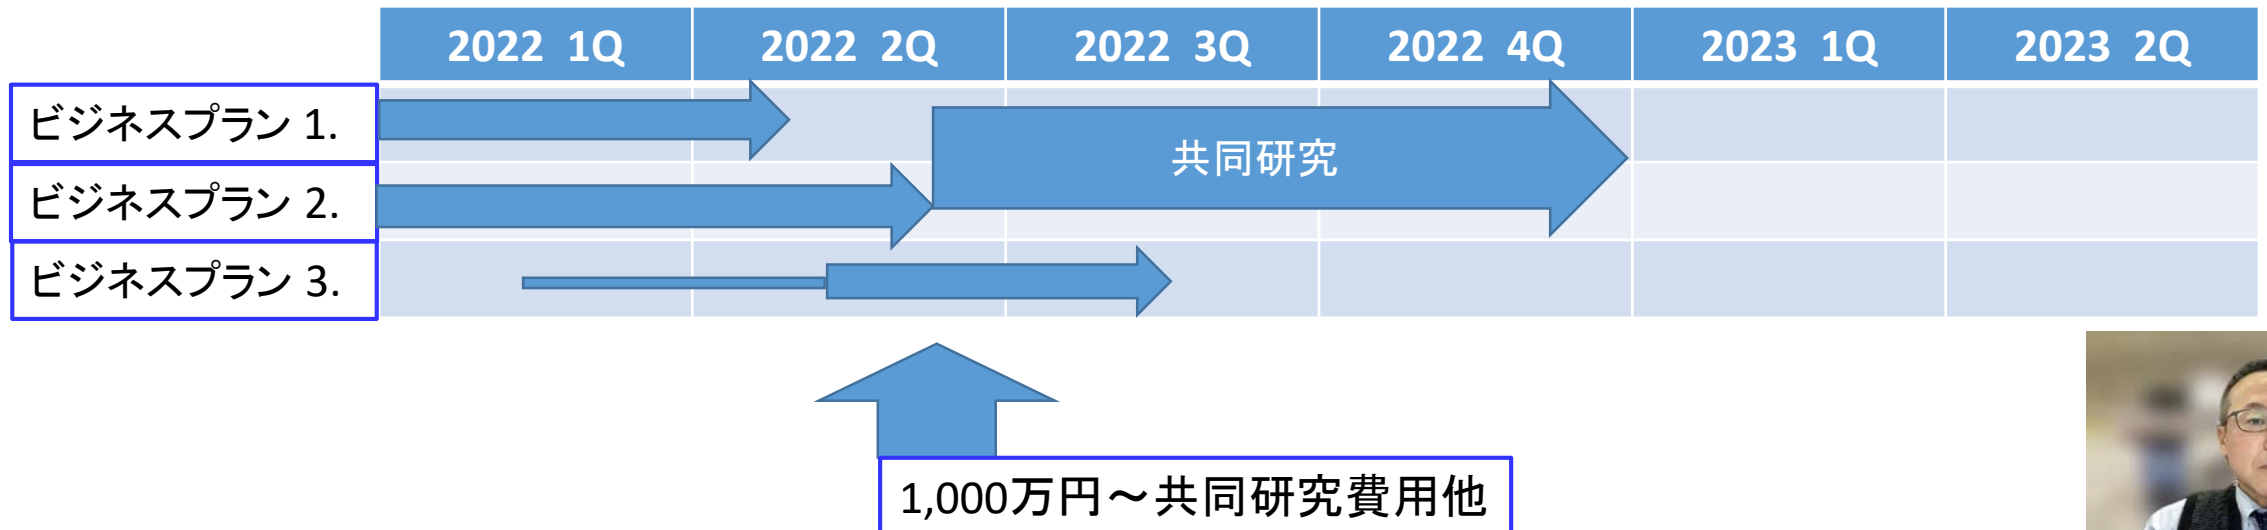 2022 1Q 2022 2Q 2022 3Q 2022 4Q 2023 1Q 2023 2Q
ビジネスプラン 1.
共同研究
ビジネスプラン 2.
ビジネスプラン 3.
1,000万円～共同研究費用他